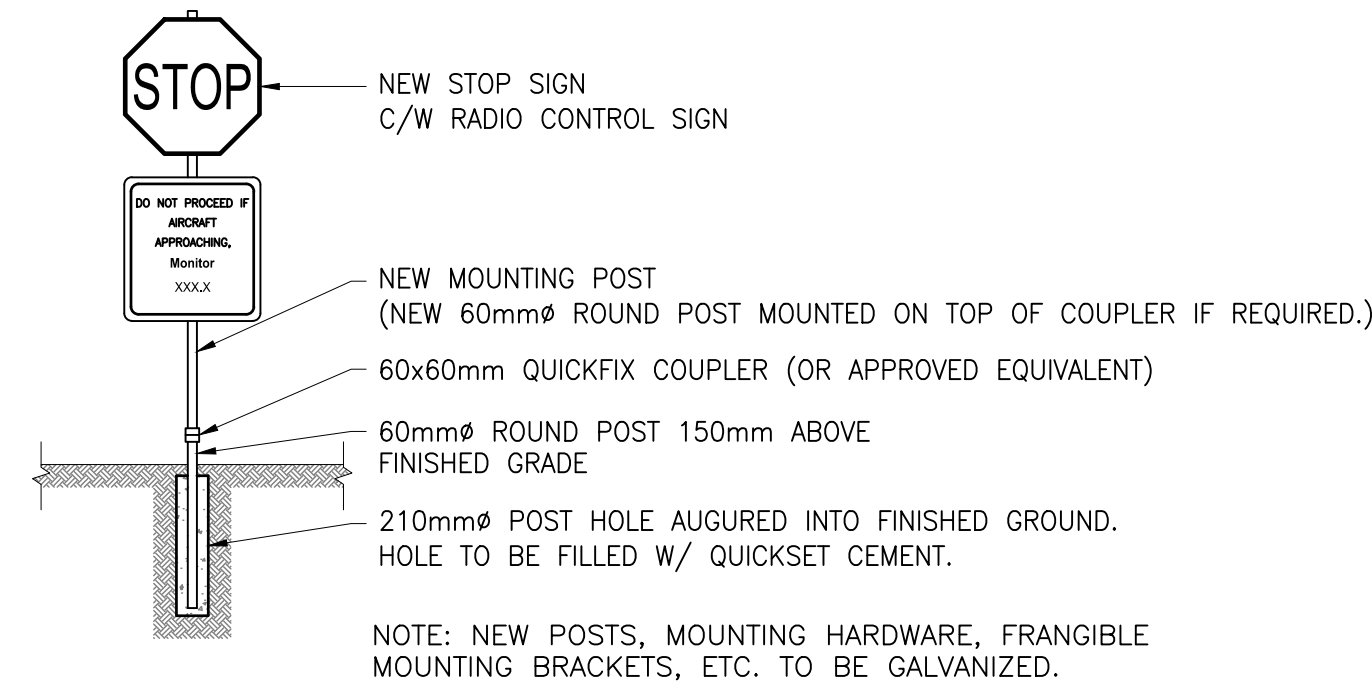 STOP
NEW STOP SIGN
C/W RADIO CONTROL SIGN
DO NOT PROCEED IF
AIRCRAFT
APPROACHING,
Monitor
XXX.X
NEW MOUNTING POST
(NEW 60mmø ROUND POST MOUNTED ON TOP OF COUPLER IF REQUIRED.)
60x60mm QUICKFIX COUPLER (OR APPROVED EQUIVALENT)
60mmø ROUND POST 150mm ABOVE
FINISHED GRADE
210mmø POST HOLE AUGURED INTO FINISHED GROUND.
HOLE TO BE FILLED W/ QUICKSET CEMENT.
NOTE: NEW POSTS, MOUNTING HARDWARE, FRANGIBLE
MOUNTING BRACKETS, ETC. TO BE GALVANIZED.